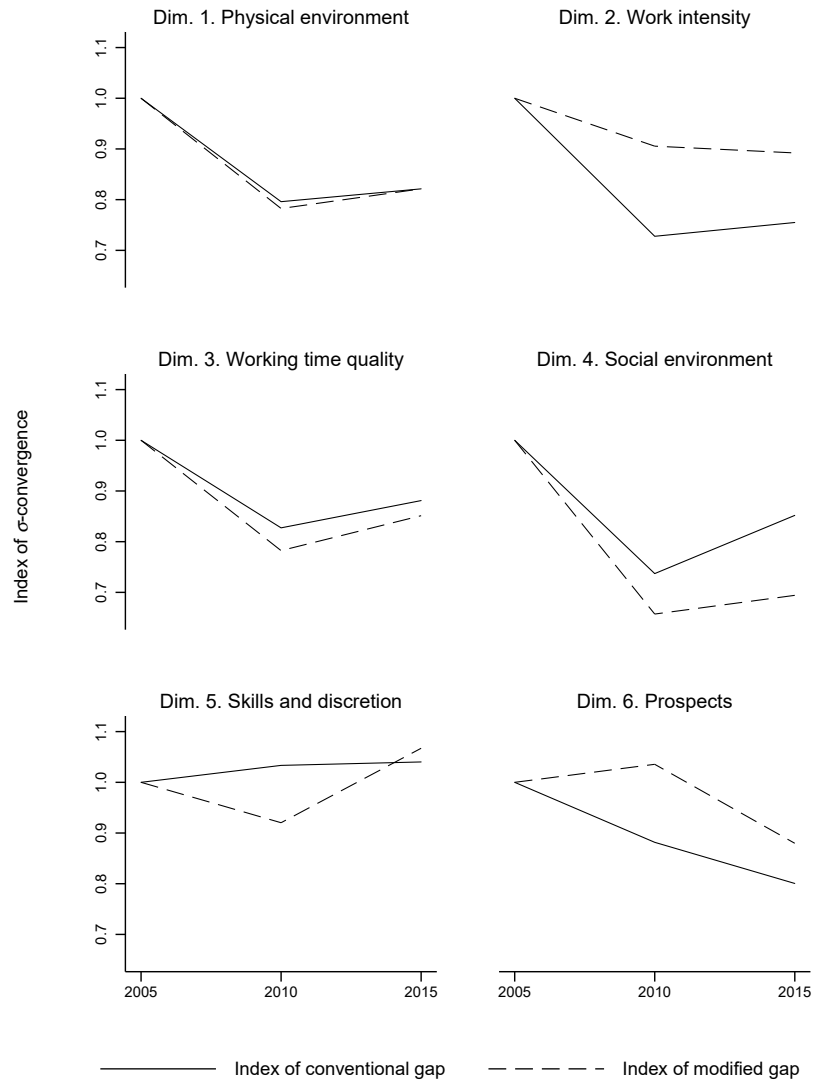 Dim. 1. Physical environment
Dim. 2. Work intensity
1.1
1.0
0.9
0.8
0.7
Dim. 3. Working time quality
Dim. 4. Social environment
1.1
1.0
0.9
0.8
0.7
Index of σ-convergence
Dim. 5. Skills and discretion
Dim. 6. Prospects
1.1
1.0
0.9
0.8
0.7
2005 2010 2015
2005 2010 2015
Index of conventional gap
Index of modified gap